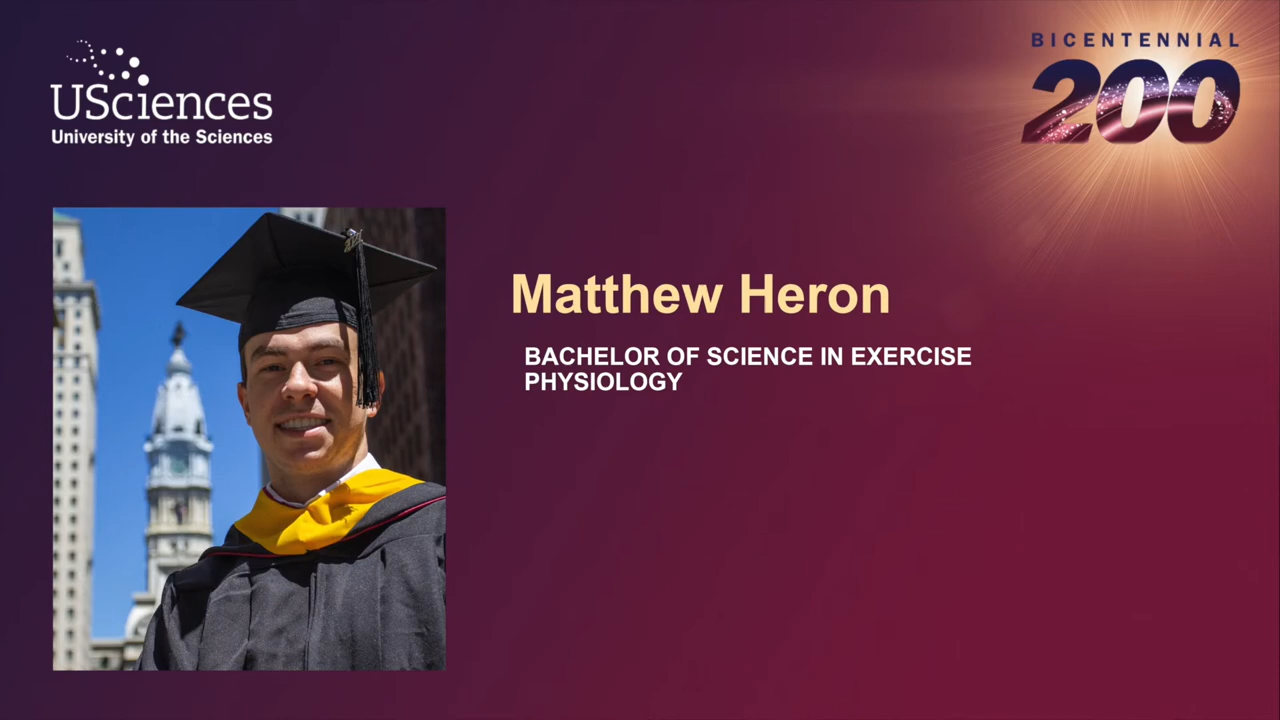 USciences
University of the Sciences
BICENTENNIAL
200
Matthew Heron
BACHELOR OF SCIENCE IN EXERCISE
PHYSIOLOGY